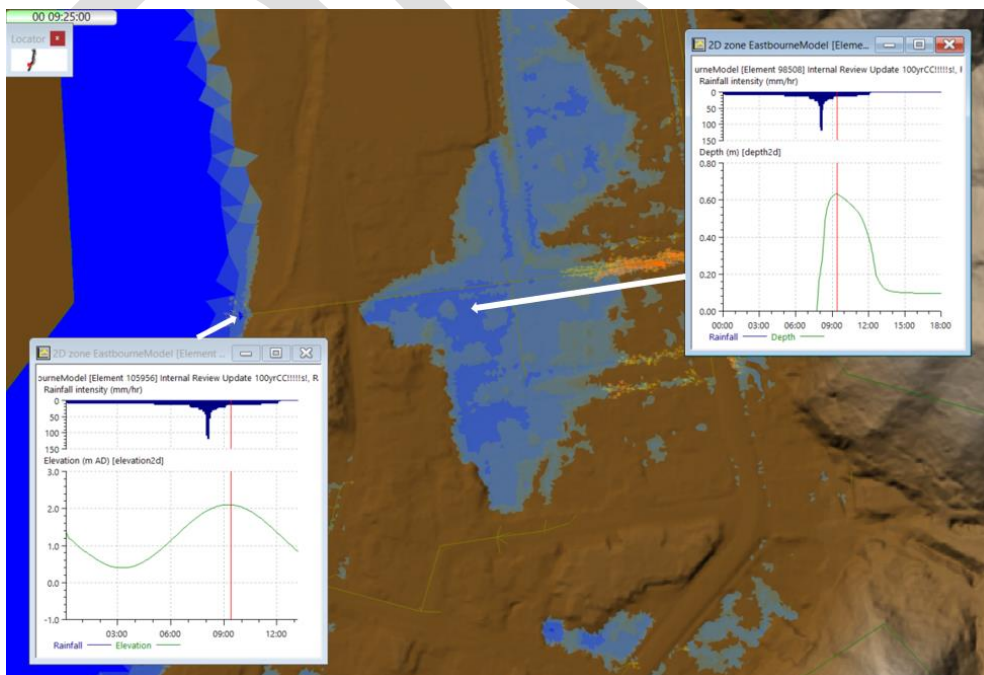 00 09:25:00
Locator
2D zone EastbourneModel [Eleme...
urneModel [Element 98508] Internal Review Update 100yrCC!!!!!s!, R
Rainfall intensity (mm/hr)
0
50
100
150
Depth (m) [depth2d]
0.80
0.60
0.40
0.20
0.00
00:00 03:00 06:00 09:00 12:00 15:00 18:00
Rainfall Depth
2D zone EastbourneModel [Element ...
ourneModel [Element 105956] Internal Review Update 100yrCC!!!!!s!, R
Rainfall intensity (mm/hr)
0
50
100
150
Elevation (m AD) [elevation2d]
3.0
2.0
1.0
0.0
-1.0
03:00 06:00 09:00 12:00
Rainfall Elevation